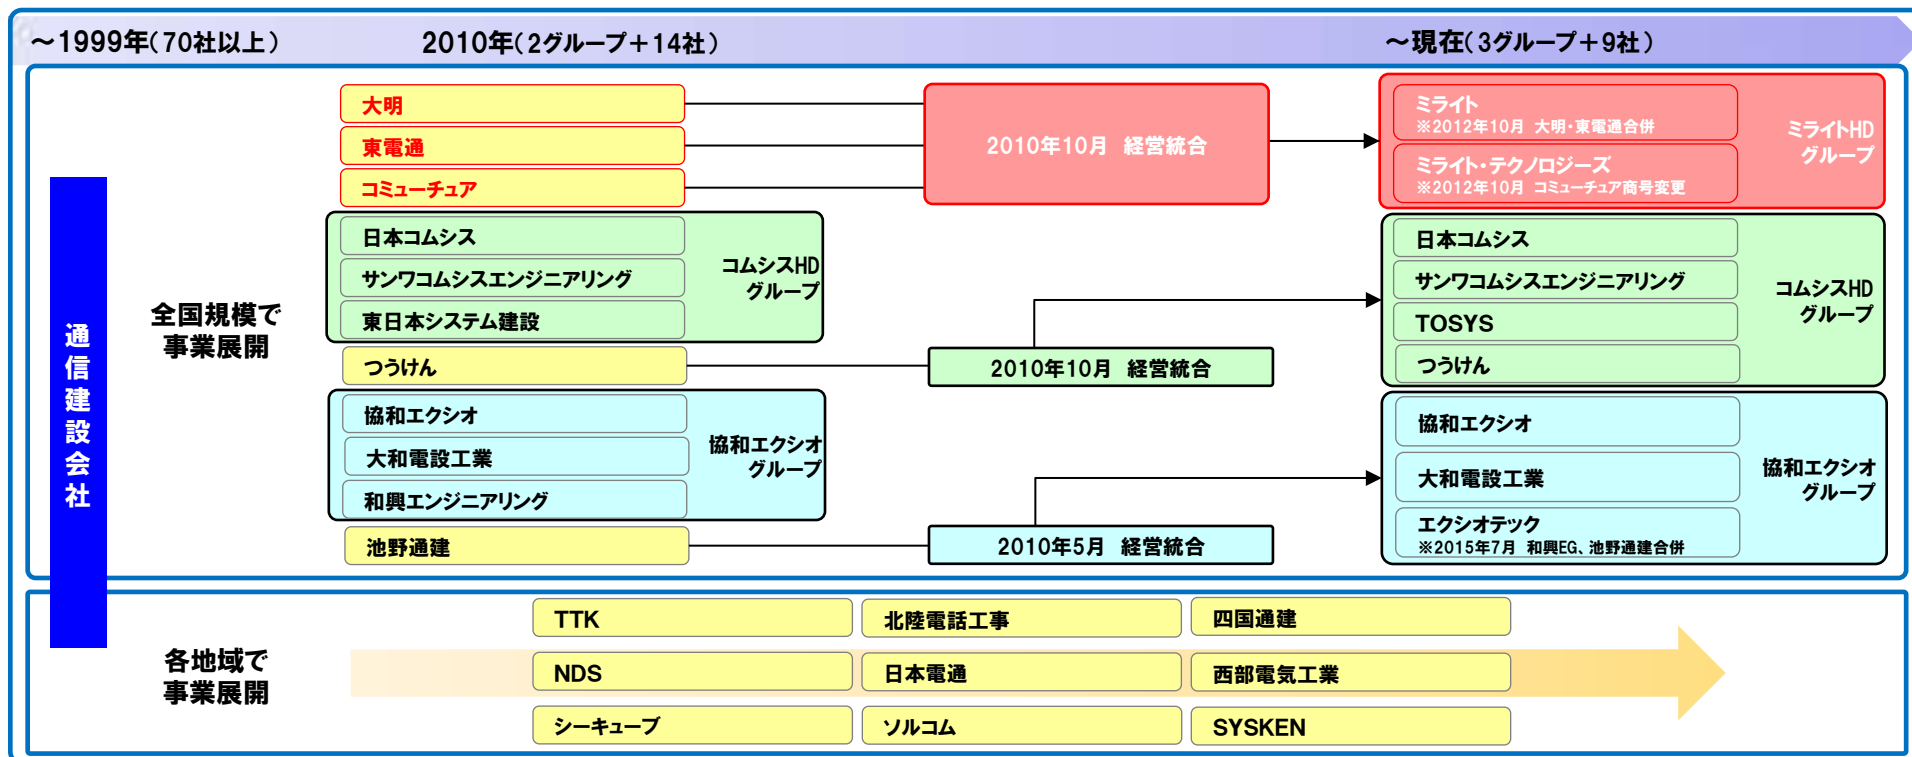 ～1999年(70社以上)
2010年(2グループ＋14社)
～現在(3グループ＋9社)
通信建設会社
全国規模で
事業展開
大明
東電通
コミューチュア
2010年10月 経営統合
ミライト
※2012年10月 大明・東電通合併
ミライト・テクノロジーズ
※2012年10月 コミューチュア商号変更
ミライトHD
グループ
日本コムシス
サンワコムシスエンジニアリング
東日本システム建設
コムシスHD
グループ
つうけん
2010年10月 経営統合
日本コムシス
サンワコムシスエンジニアリング
TOSYS
つうけん
コムシスHD
グループ
協和エクシオ
大和電設工業
和興エンジニアリング
協和エクシオ
グループ
池野通建
2010年5月 経営統合
協和エクシオ
大和電設工業
エクシオテック
※2015年7月 和興EG、池野通建合併
協和エクシオ
グループ
各地域で
事業展開
TTK
北陸電話工事
四国通建
NDS
日本電通
西部電気工業
シーキューブ
ソルコム
SYSKEN